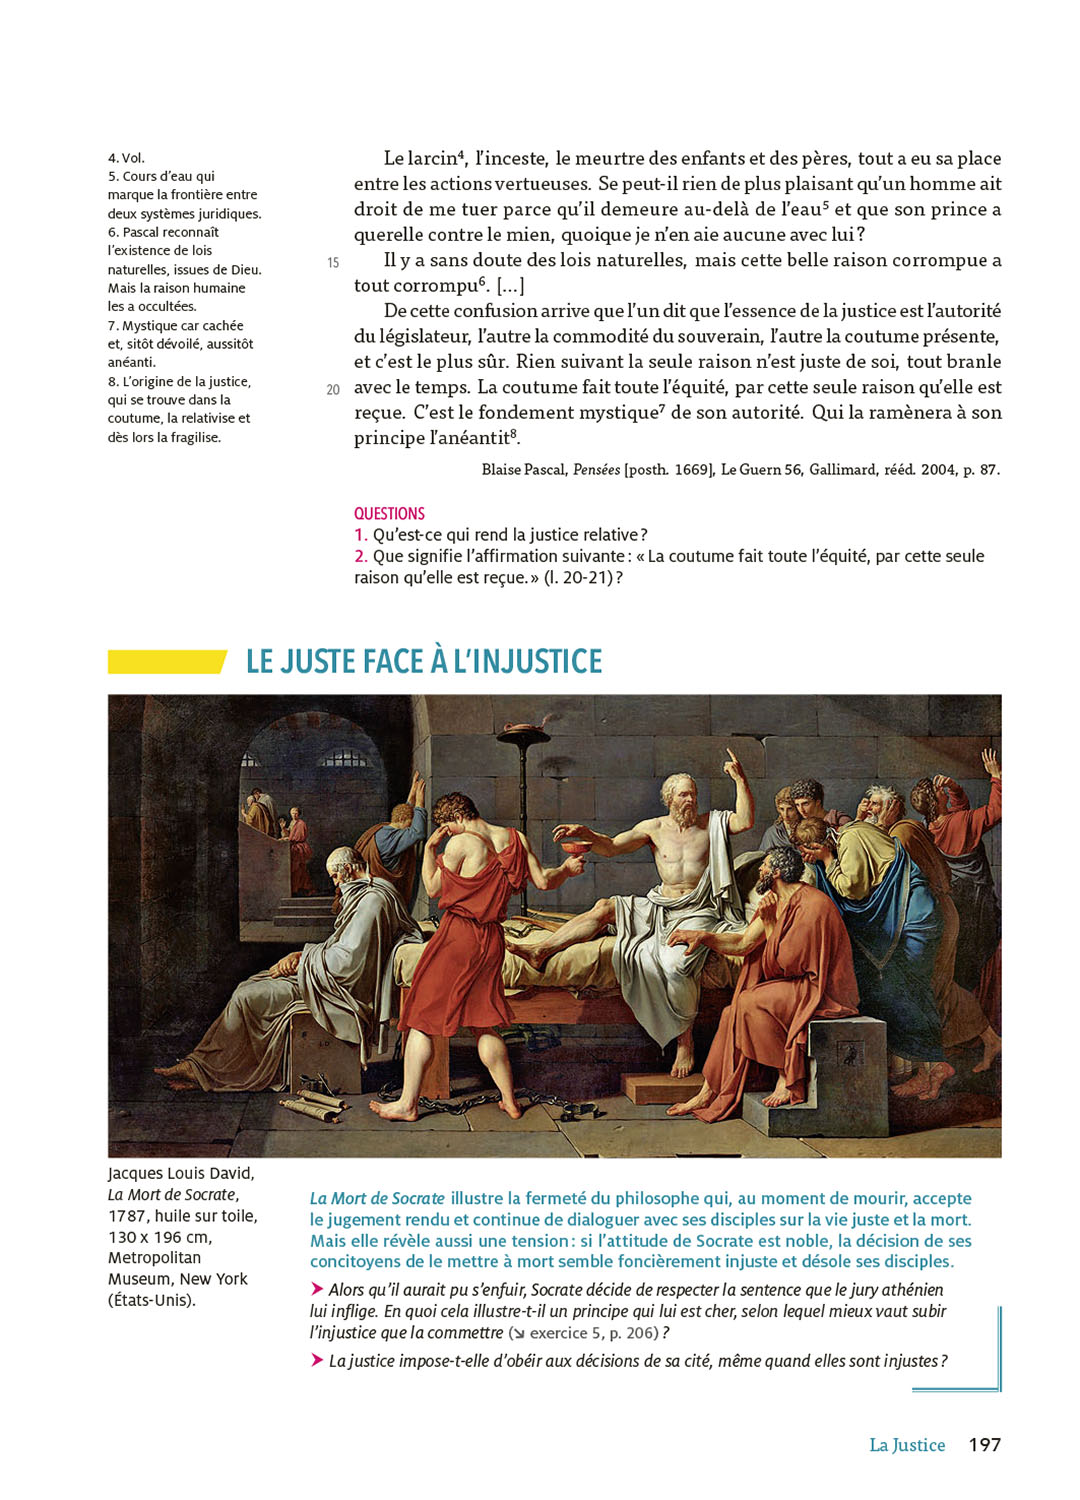 4. Vol.
5. Cours d’eau qui
marque la frontière entre
deux systèmes juridiques.
6. Pascal reconnaît
l’existence de lois
naturelles, issues de Dieu.
Mais la raison humaine
les a occultées.
7. Mystique car cachée
et, sitôt dévoilé, aussitôt
anéanti.
8. L’origine de la justice,
qui se trouve dans la
coutume, la relativise et
dès lors la fragilise.
Le larcin⁴, l’inceste, le meurtre des enfants et des pères, tout a eu sa place
entre les actions vertueuses. Se peut-il rien de plus plaisant qu’un homme ait
droit de me tuer parce qu’il demeure au-delà de l’eau⁵ et que son prince a
querelle contre le mien, quoique je n’en aie aucune avec lui ?
15 Il y a sans doute des lois naturelles, mais cette belle raison corrompue a
tout corrompu⁶. [...]
De cette confusion arrive que l’un dit que l’essence de la justice est l’autorité
du législateur, l’autre la commodité du souverain, l’autre la coutume présente,
et c’est le plus sûr. Rien suivant la seule raison n’est juste de soi, tout branle
20 avec le temps. La coutume fait toute l’équité, par cette seule raison qu’elle est
reçue. C’est le fondement mystique⁷ de son autorité. Qui la ramènera à son
principe l’anéantit⁸.
Blaise Pascal, Pensées [posth. 1669], Le Guern 56, Gallimard, rééd. 2004, p. 87.
QUESTIONS
1. Qu’est-ce qui rend la justice relative ?
2. Que signifie l’affirmation suivante : « La coutume fait toute l’équité, par cette seule
raison qu’elle est reçue. » (l. 20-21) ?
LE JUSTE FACE À L’INJUSTICE
Jacques Louis David,
La Mort de Socrate,
1787, huile sur toile,
130 x 196 cm,
Metropolitan
Museum, New York
(États-Unis).
La Mort de Socrate illustre la fermeté du philosophe qui, au moment de mourir, accepte
le jugement rendu et continue de dialoguer avec ses disciples sur la vie juste et la mort.
Mais elle révèle aussi une tension : si l’attitude de Socrate est noble, la décision de ses
concitoyens de le mettre à mort semble foncièrement injuste et désole ses disciples.
➤ Alors qu’il aurait pu s’enfuir, Socrate décide de respecter la sentence que le jury athénien
lui inflige. En quoi cela illustre-t-il un principe qui lui est cher, selon lequel mieux vaut subir
l’injustice que la commettre (↘ exercice 5, p. 206) ?
➤ La justice impose-t-elle d’obéir aux décisions de sa cité, même quand elles sont injustes ?
La Justice 197